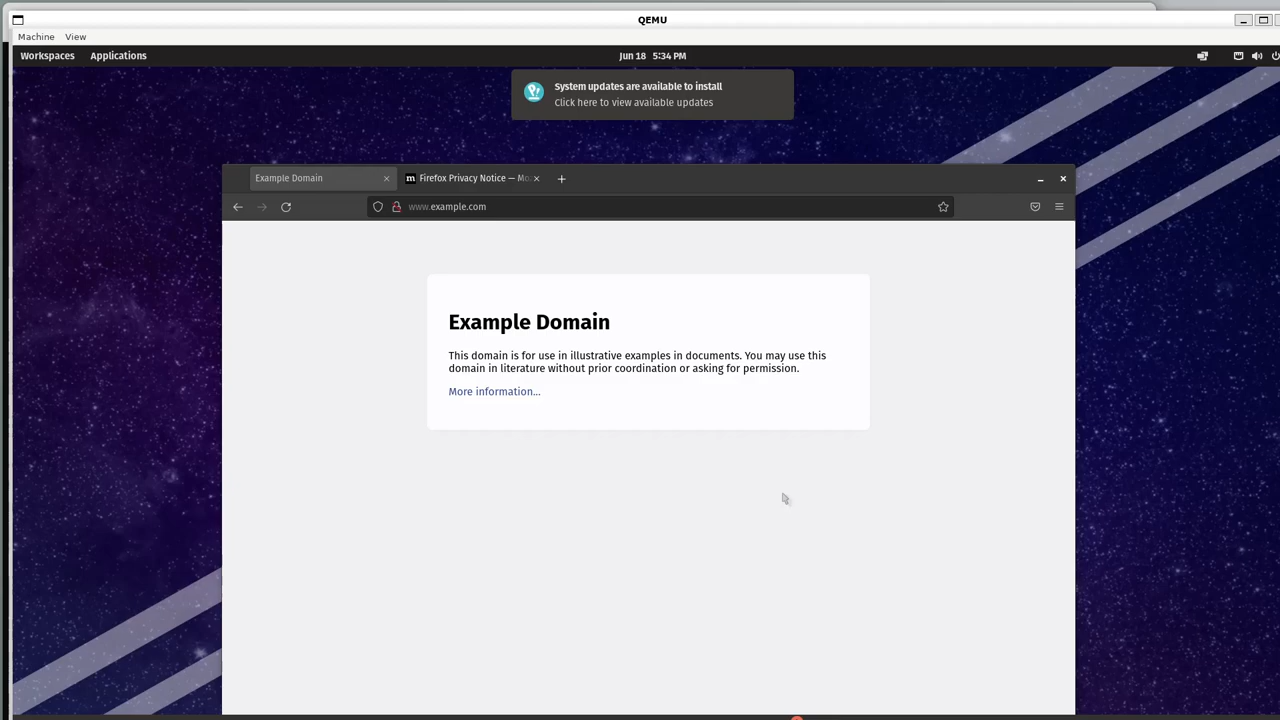 QEMU
Machine View
Workspaces Applications Jun 18 5:34 PM
System updates are available to install
Click here to view available updates
Example Domain Firefox Privacy Notice — Mo
www.example.com
Example Domain
This domain is for use in illustrative examples in documents. You may use this
domain in literature without prior coordination or asking for permission.
More information...